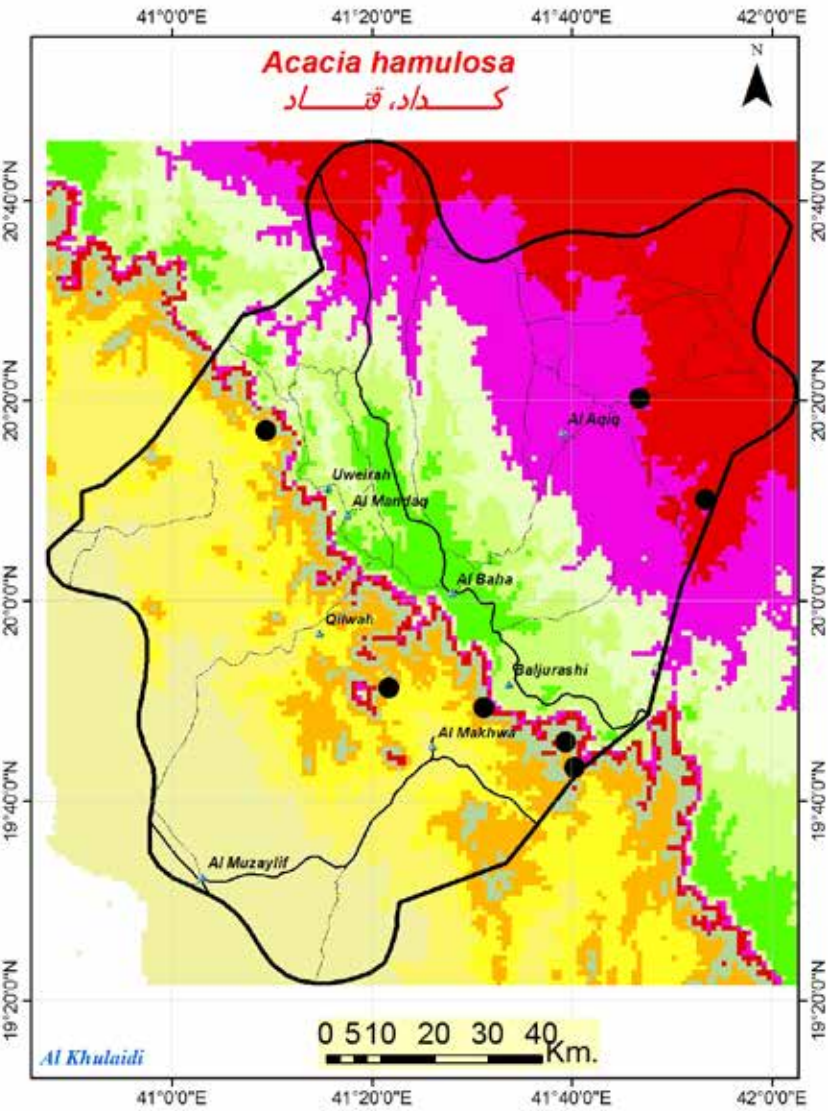 41°0'0"E 41°20'0"E 41°40'0"E 42°0'0"E
Acacia hamulosa
كـــداد، قتـــاد
N
20°40'0"N 20°40'0"N
20°20'0"N 20°20'0"N
Al Aqiq
Uweirah
Al Mandaq
20°0'0"N 20°0'0"N
Al Baha
Qilwah
Baljurashi
Al Makhwa
19°40'0"N 19°40'0"N
Al Muzaylif
19°20'0"N 19°20'0"N
0 5 10 20 30 40 Km.
Al Khulaidi
41°0'0"E 41°20'0"E 41°40'0"E 42°0'0"E